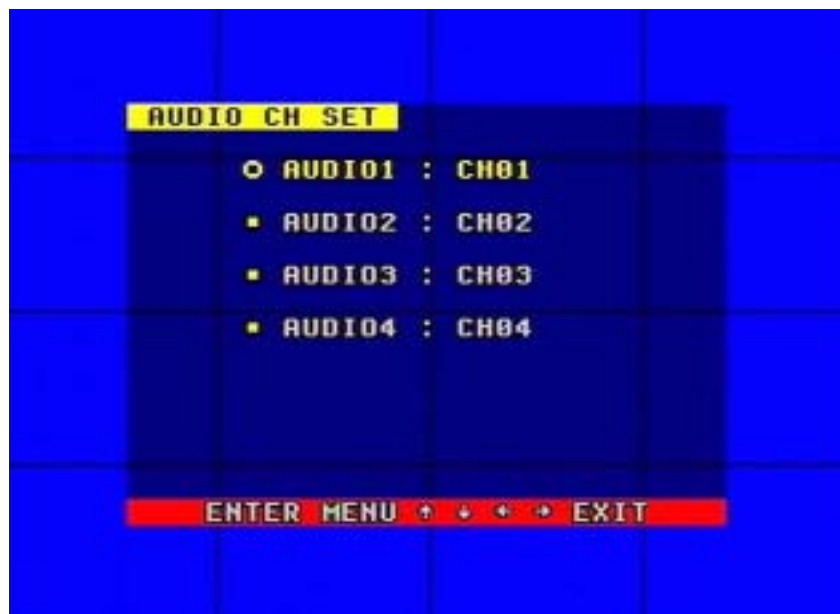 AUDIO CH SET
AUDIO1 : CH01
AUDIO2 : CH02
AUDIO3 : CH03
AUDIO4 : CH04
ENTER MENU ↑ ↓ ← → EXIT